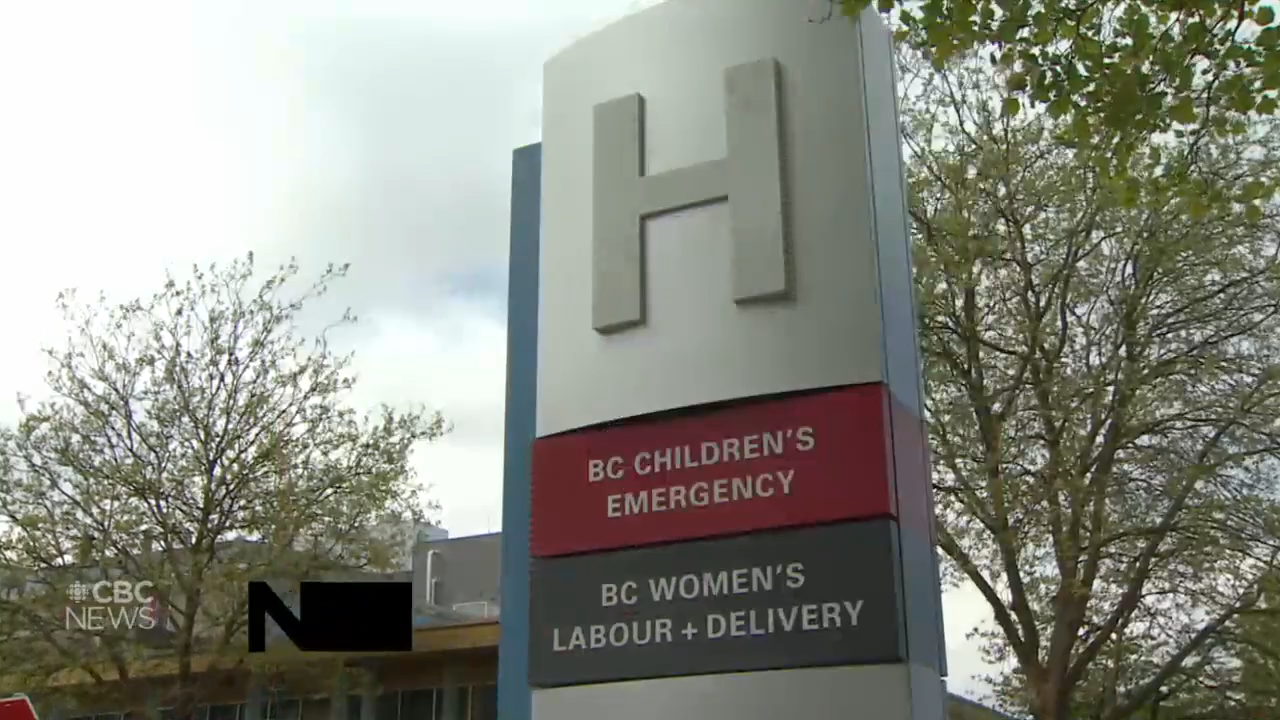 H
BC CHILDREN'S
EMERGENCY
BC WOMEN'S
LABOUR + DELIVERY
CBC
NEWS